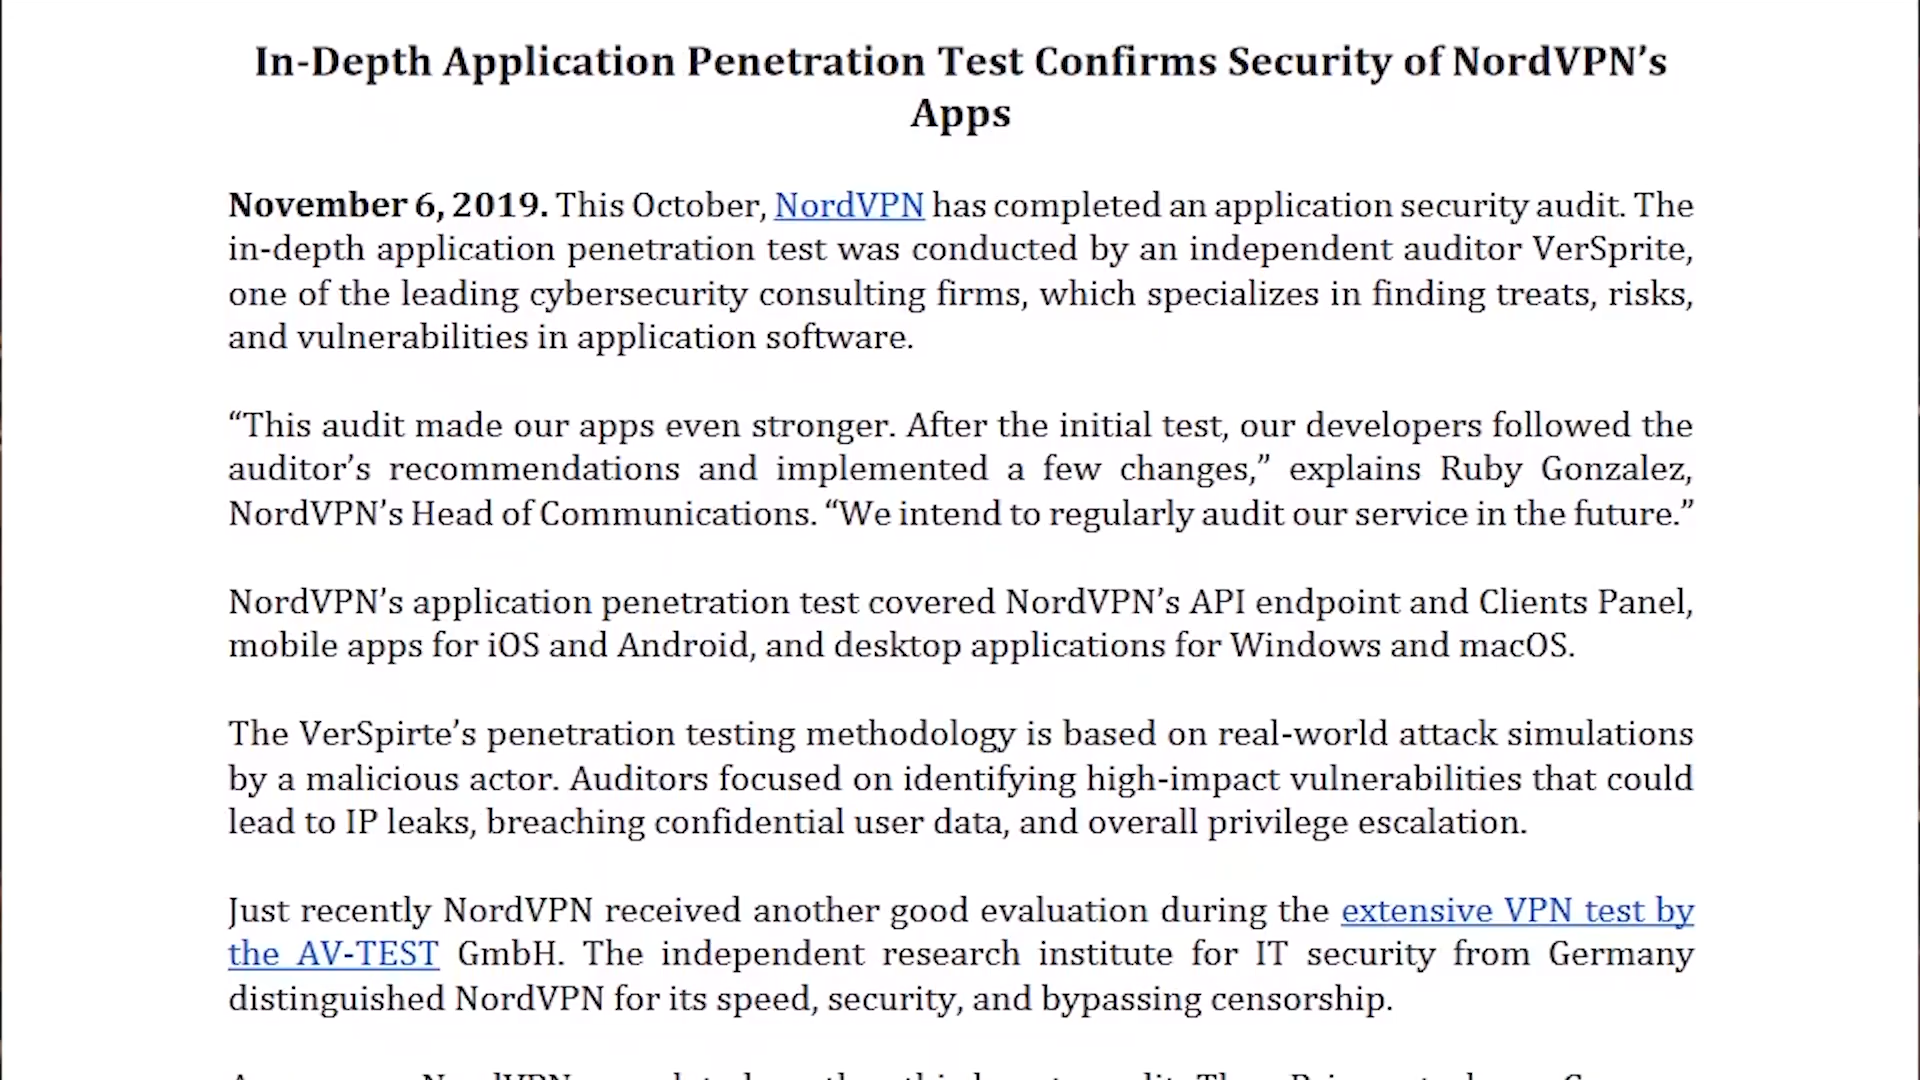 In-Depth Application Penetration Test Confirms Security of NordVPN’s
Apps
November 6, 2019. This October, NordVPN has completed an application security audit. The
in-depth application penetration test was conducted by an independent auditor VerSprite,
one of the leading cybersecurity consulting firms, which specializes in finding treats, risks,
and vulnerabilities in application software.
“This audit made our apps even stronger. After the initial test, our developers followed the
auditor’s recommendations and implemented a few changes,” explains Ruby Gonzalez,
NordVPN’s Head of Communications. “We intend to regularly audit our service in the future.”
NordVPN’s application penetration test covered NordVPN’s API endpoint and Clients Panel,
mobile apps for iOS and Android, and desktop applications for Windows and macOS.
The VerSpirte’s penetration testing methodology is based on real-world attack simulations
by a malicious actor. Auditors focused on identifying high-impact vulnerabilities that could
lead to IP leaks, breaching confidential user data, and overall privilege escalation.
Just recently NordVPN received another good evaluation during the extensive VPN test by
the AV-TEST GmbH. The independent research institute for IT security from Germany
distinguished NordVPN for its speed, security, and bypassing censorship.